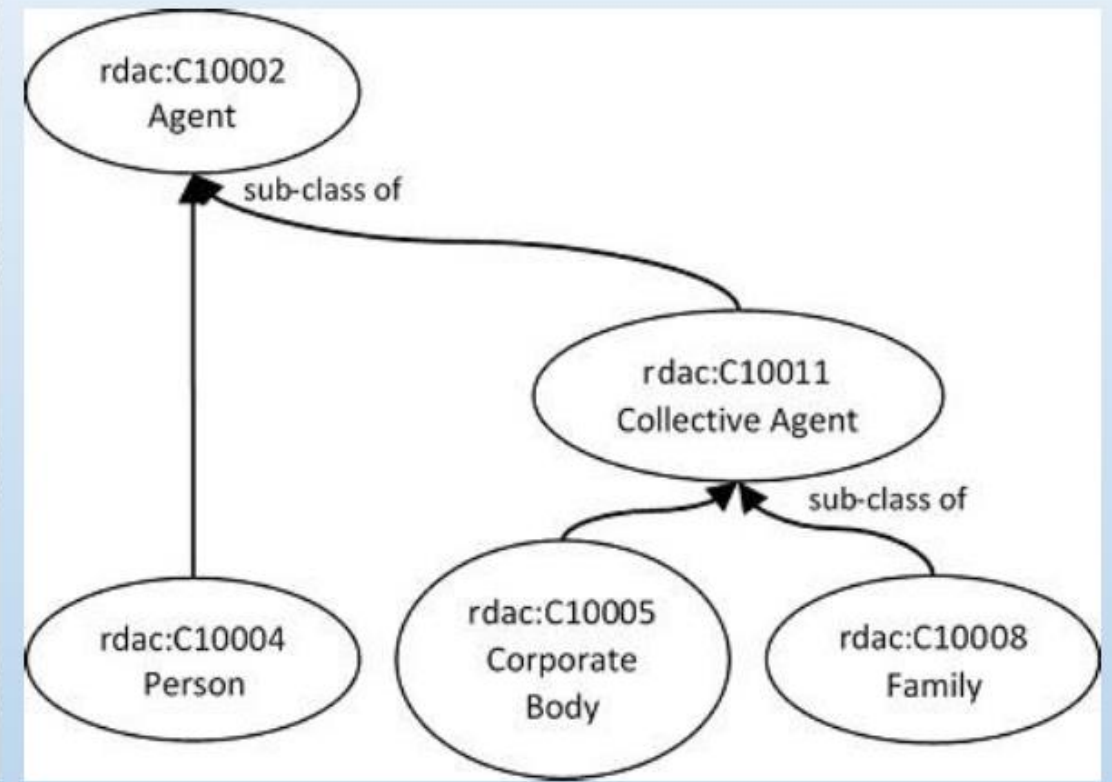 rdac:C10002
Agent
sub-class of
rdac:C10011
Collective Agent
sub-class of
rdac:C10004
Person
rdac:C10005
Corporate
Body
rdac:C10008
Family